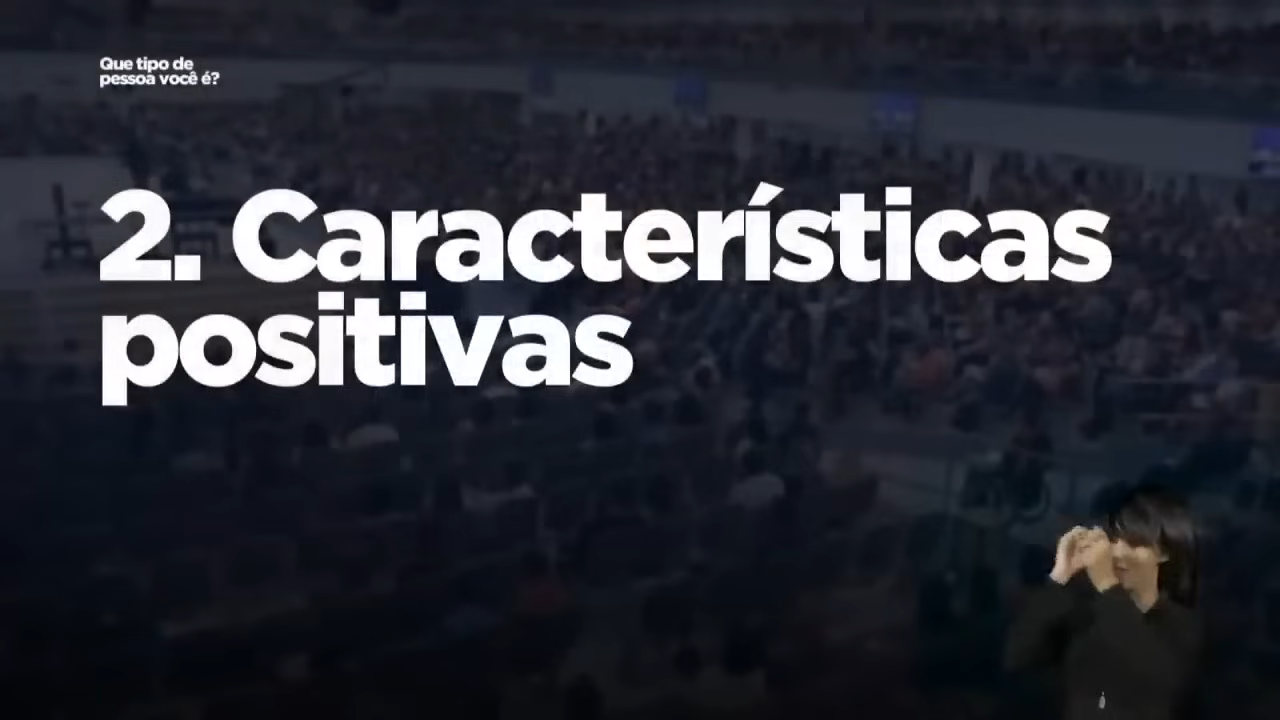 Que tipo de
pessoa você é?
2. Características
positivas